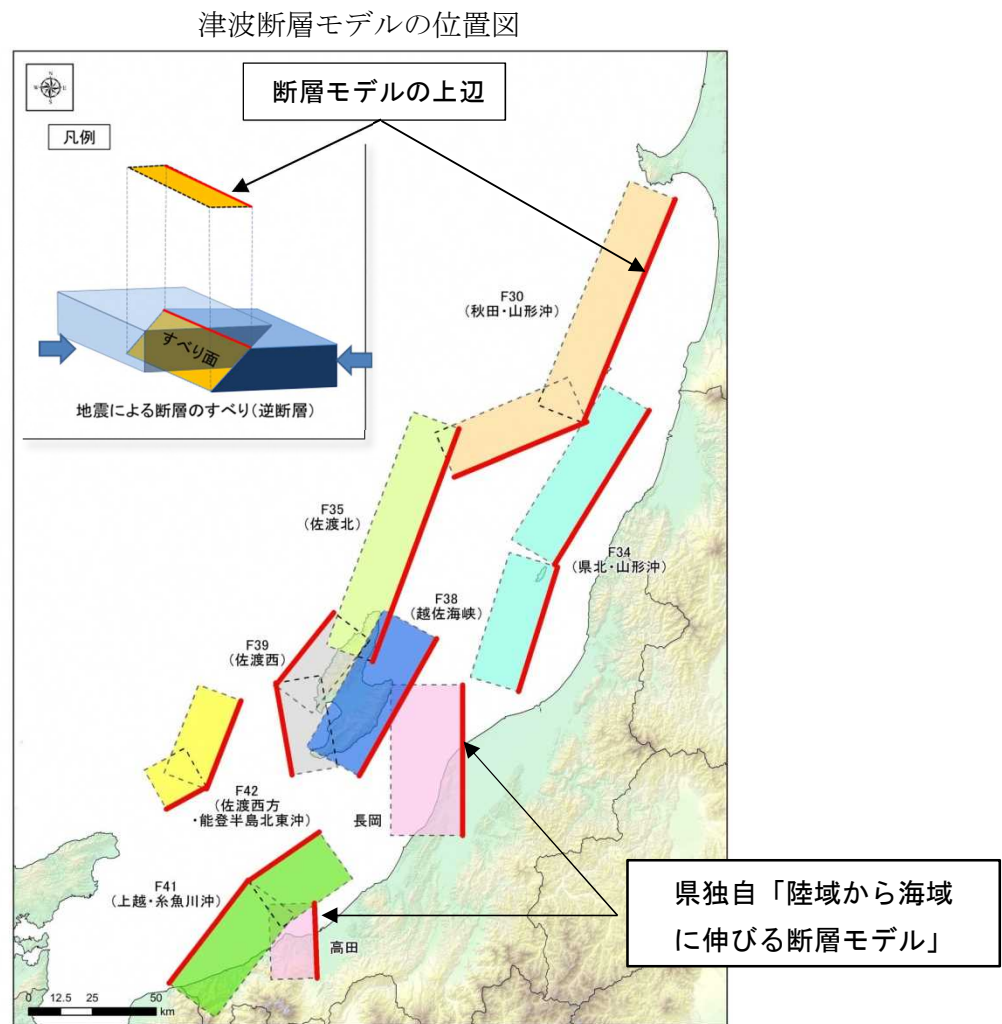 津波断層モデルの位置図
N
W
E
S
断層モデルの上辺
凡例
すべり面
地震による断層のすべり(逆断層)
F30
(秋田・山形沖)
F35
(佐渡北)
F34
(県北・山形沖)
F38
(越佐海峡)
F39
(佐渡西)
F42
(佐渡西方
・能登半島北東沖)
長岡
F41
(上越・糸魚川沖)
高田
県独自「陸域から海域
に伸びる断層モデル」
0 12.5 25 50
km